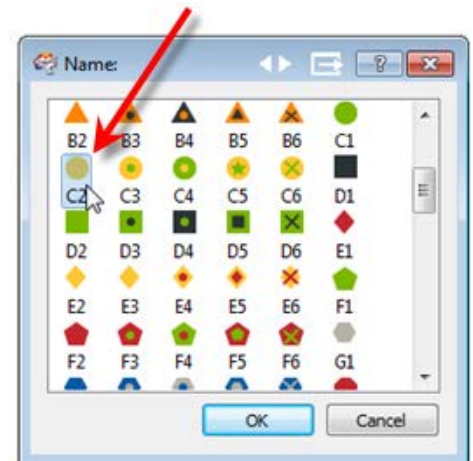 Name:
B2 B3 B4 B5 B6 C1
C2 C3 C4 C5 C6 D1
D2 D3 D4 D5 D6 E1
E2 E3 E4 E5 E6 F1
F2 F3 F4 F5 F6 G1
OK Cancel